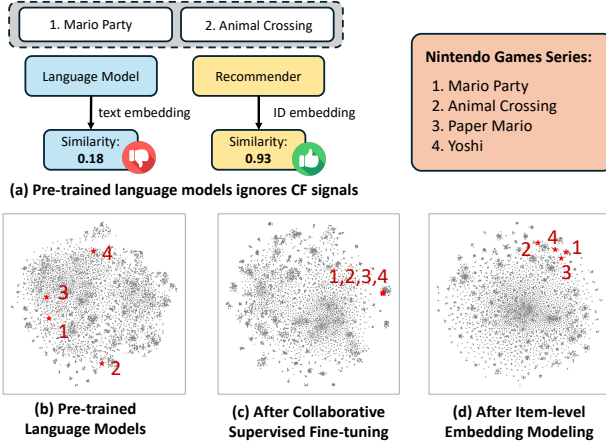 1. Mario Party
2. Animal Crossing
Language Model
Recommender
text embedding
ID embedding
Similarity:
0.18
Similarity:
0.93
(a) Pre-trained language models ignores CF signals
Nintendo Games Series:
1. Mario Party
2. Animal Crossing
3. Paper Mario
4. Yoshi
4
3
1
2
(b) Pre-trained
Language Models
1,2,3,4
(c) After Collaborative
Supervised Fine-tuning
4
2
1
3
(d) After Item-level
Embedding Modeling